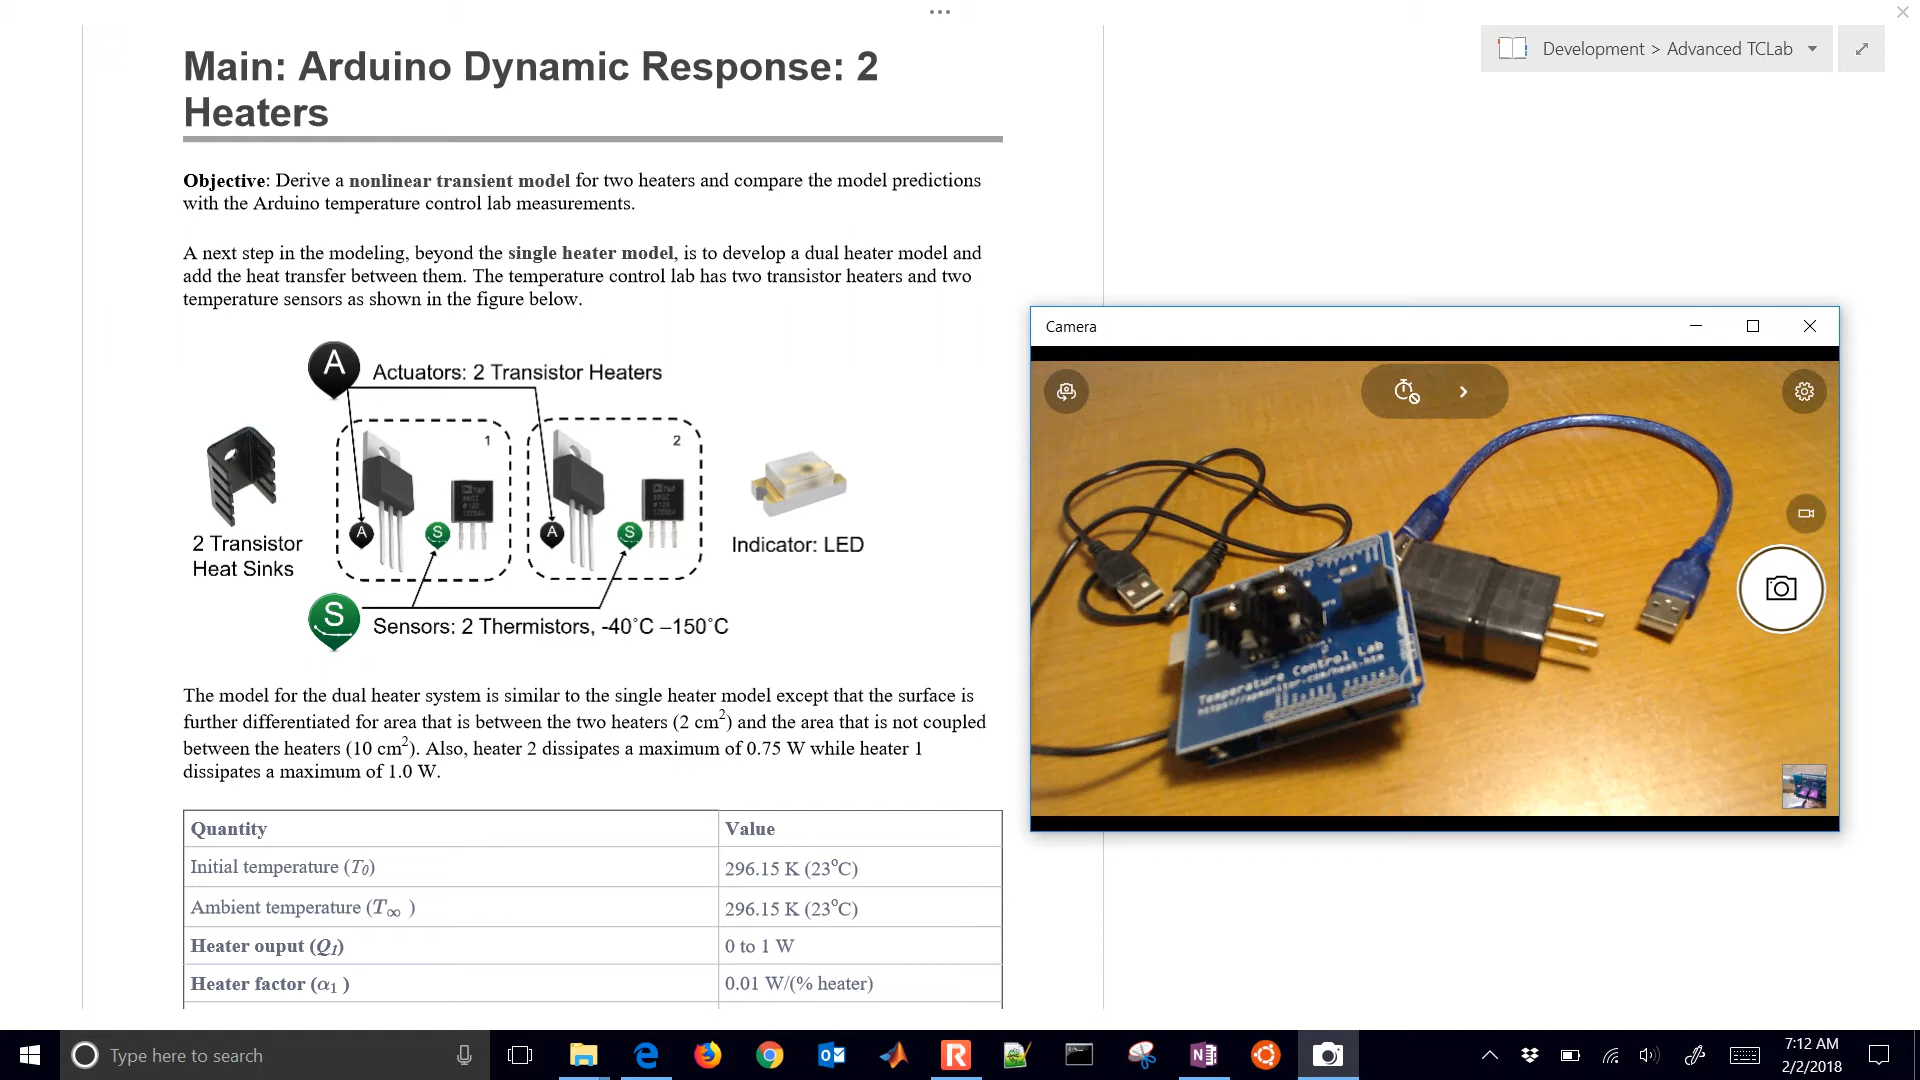 Main: Arduino Dynamic Response: 2
Heaters
Objective: Derive a nonlinear transient model for two heaters and compare the model predictions
with the Arduino temperature control lab measurements.
A next step in the modeling, beyond the single heater model, is to develop a dual heater model and
add the heat transfer between them. The temperature control lab has two transistor heaters and two
temperature sensors as shown in the figure below.
A
Actuators: 2 Transistor Heaters
1
2
2 Transistor
Heat Sinks
A
S
A
S
Indicator: LED
S
Sensors: 2 Thermistors, -40°C –150°C
The model for the dual heater system is similar to the single heater model except that the surface is
further differentiated for area that is between the two heaters (2 cm²) and the area that is not coupled
between the heaters (10 cm²). Also, heater 2 dissipates a maximum of 0.75 W while heater 1
dissipates a maximum of 1.0 W.
Quantity Value
Initial temperature (T₀) 296.15 K (23°C)
Ambient temperature (T∞ ) 296.15 K (23°C)
Heater ouput (Q₁) 0 to 1 W
Heater factor (α₁ ) 0.01 W/(% heater)
Development > Advanced TCLab
Camera
Temperature Control Lab
https://apmonitor.com/heat.htm
Type here to search
7:12 AM
2/2/2018